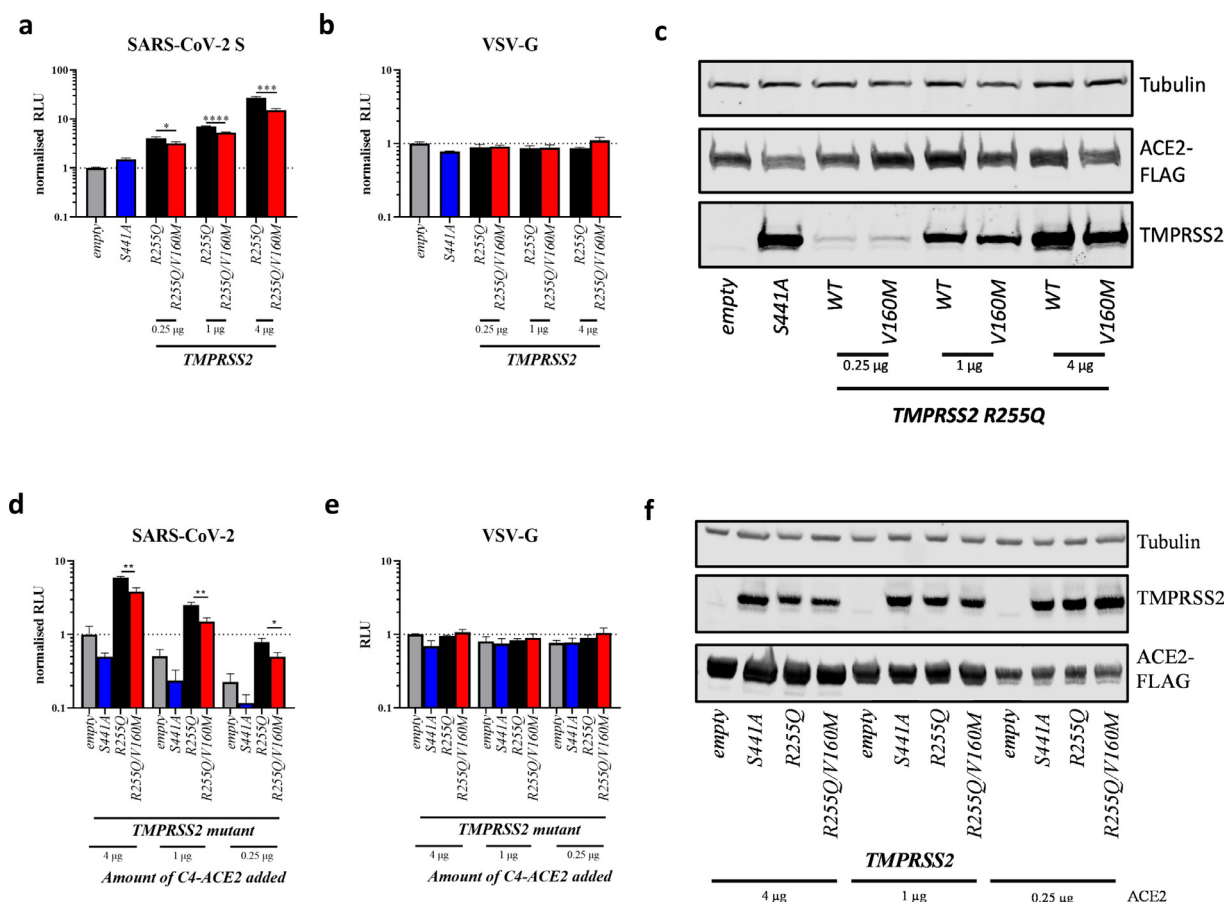 a
SARS-CoV-2 S
normalised RLU
100
10
1
0.1
*
****
***
empty
S441A
R255Q
R255Q/V160M
R255Q
R255Q/V160M
R255Q
R255Q/V160M
0.25 µg
1 µg
4 µg
TMPRSS2
b
VSV-G
normalised RLU
10
1
0.1
empty
S441A
R255Q
R255Q/V160M
R255Q
R255Q/V160M
R255Q
R255Q/V160M
0.25 µg
1 µg
4 µg
TMPRSS2
c
Tubulin
ACE2-
FLAG
TMPRSS2
empty
S441A
WT
V160M
WT
V160M
WT
V160M
0.25 µg
1 µg
4 µg
TMPRSS2 R255Q
d
SARS-CoV-2
normalised RLU
10
1
0.1
**
**
*
empty
S441A
R255Q
R255Q/V160M
empty
S441A
R255Q
R255Q/V160M
empty
S441A
R255Q
R255Q/V160M
TMPRSS2 mutant
4 µg
1 µg
0.25 µg
Amount of C4-ACE2 added
e
VSV-G
RLU
10
1
0.1
empty
S441A
R255Q
R255Q/V160M
empty
S441A
R255Q
R255Q/V160M
empty
S441A
R255Q
R255Q/V160M
TMPRSS2 mutant
4 µg
1 µg
0.25 µg
Amount of C4-ACE2 added
f
Tubulin
TMPRSS2
ACE2-
FLAG
empty
S441A
R255Q
R255Q/V160M
empty
S441A
R255Q
R255Q/V160M
empty
S441A
R255Q
R255Q/V160M
TMPRSS2
4 µg
1 µg
0.25 µg
ACE2